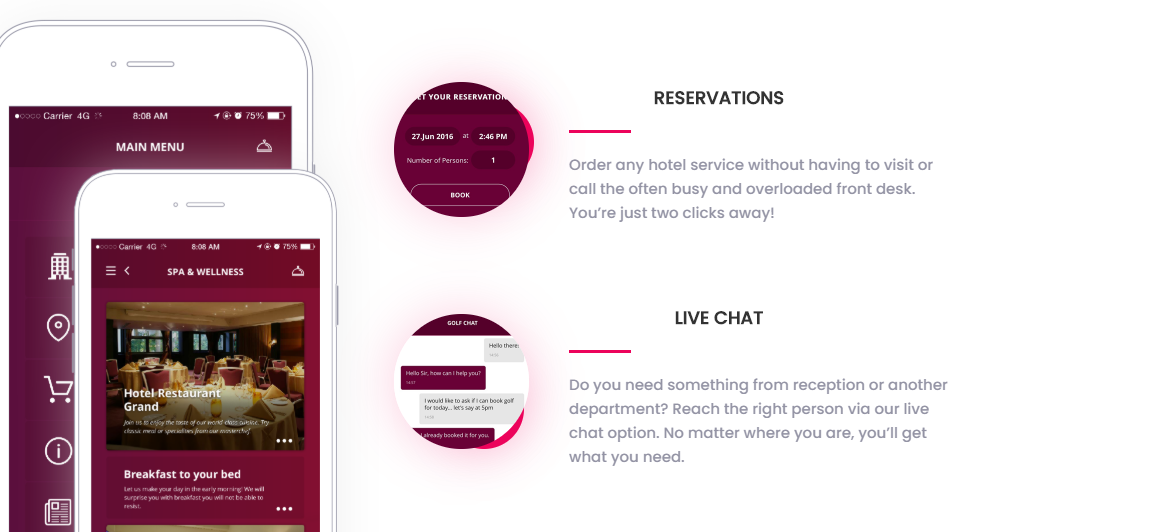 Carrier 4G 8:08 AM 75%
MAIN MENU
Carrier 4G 8:08 AM 75%
SPA & WELLNESS
Hotel Restaurant
Grand
Join us to enjoy the taste of our world-class cuisine. Try
classic meal or specialities from our masterchef
Breakfast to your bed
Let us make your day in the early morning! We will
surprise you with breakfast you will not be able to
resist.
YOUR RESERVATION
27.Jun 2016 at 2:46 PM
Number of Persons: 1
BOOK
RESERVATIONS
Order any hotel service without having to visit or
call the often busy and overloaded front desk.
You're just two clicks away!
GOLF CHAT
Hello there;
Hello Sir, how can I help you?
I would like to ask if I can book golf
for today... let's say at 5pm
I already booked it for you.
LIVE CHAT
Do you need something from reception or another
department? Reach the right person via our live
chat option. No matter where you are, you'll get
what you need.